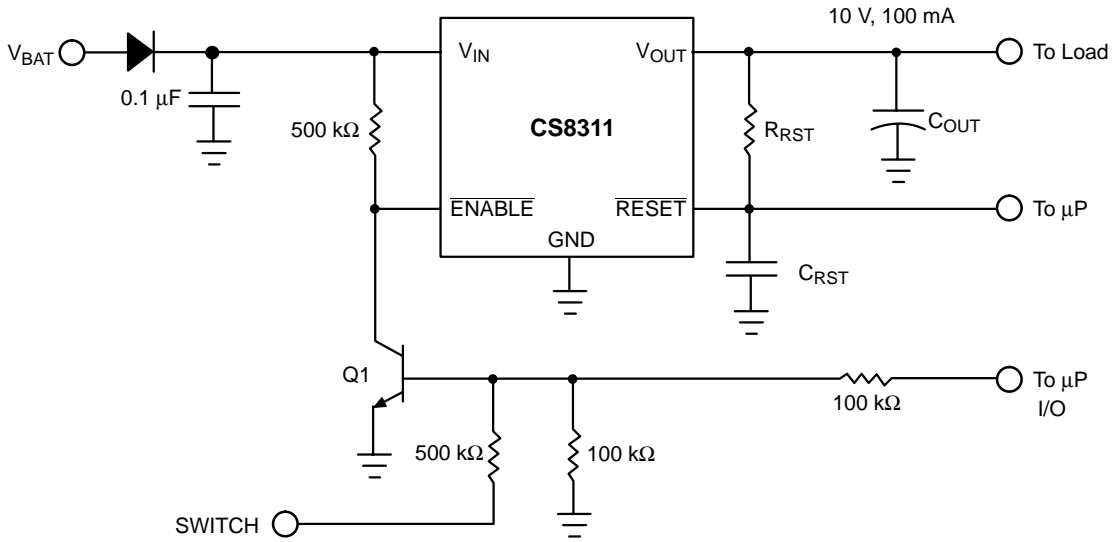 10 V, 100 mA
V_BAT
V_IN
V_OUT
To Load
0.1 μF
500 kΩ
CS8311
R_RST
C_OUT
ENABLE
RESET
To μP
GND
C_RST
Q1
To μP
I/O
100 kΩ
500 kΩ
100 kΩ
SWITCH